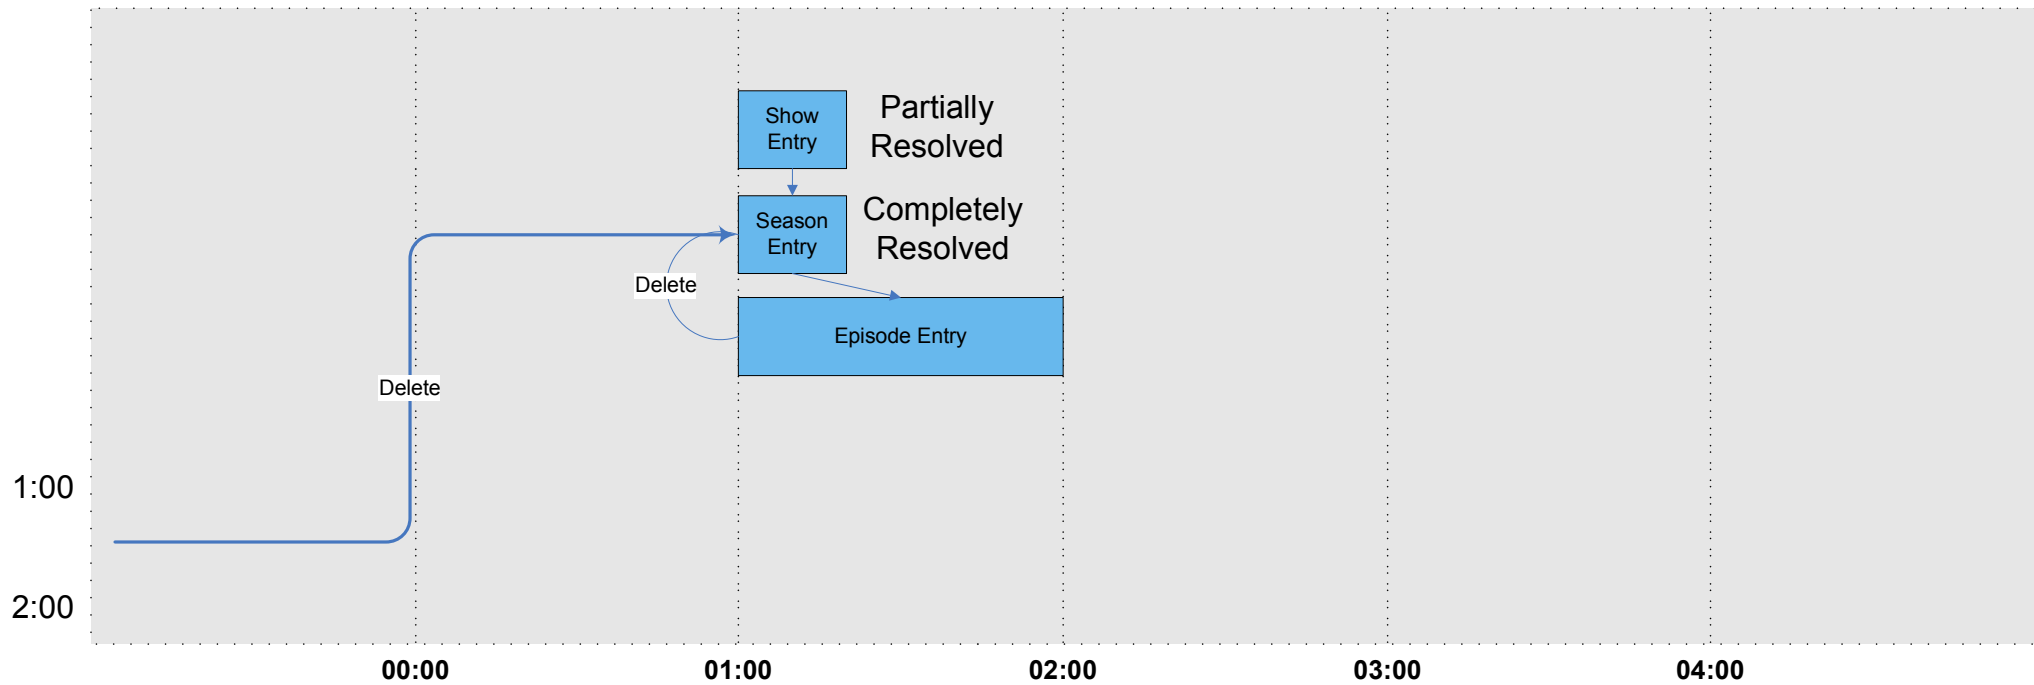 Show
Entry
Partially
Resolved
Season
Entry
Completely
Resolved
Delete
Episode Entry
Delete
1:00
2:00
00:00
01:00
02:00
03:00
04:00